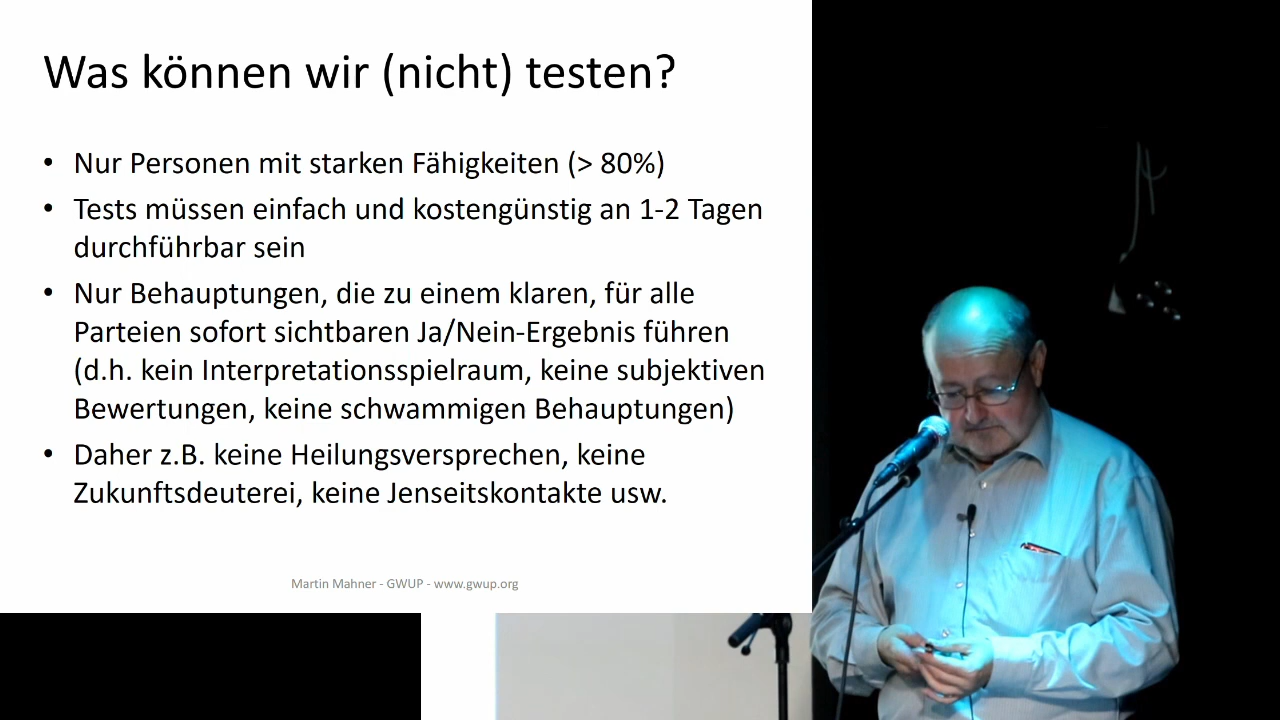 Was können wir (nicht) testen?
• Nur Personen mit starken Fähigkeiten (> 80%)
• Tests müssen einfach und kostengünstig an 1-2 Tagen
durchführbar sein
• Nur Behauptungen, die zu einem klaren, für alle
Parteien sofort sichtbaren Ja/Nein-Ergebnis führen
(d.h. kein Interpretationsspielraum, keine subjektiven
Bewertungen, keine schwammigen Behauptungen)
• Daher z.B. keine Heilungsversprechen, keine
Zukunftsdeuterei, keine Jenseitskontakte usw.
Martin Mahner - GWUP - www.gwup.org